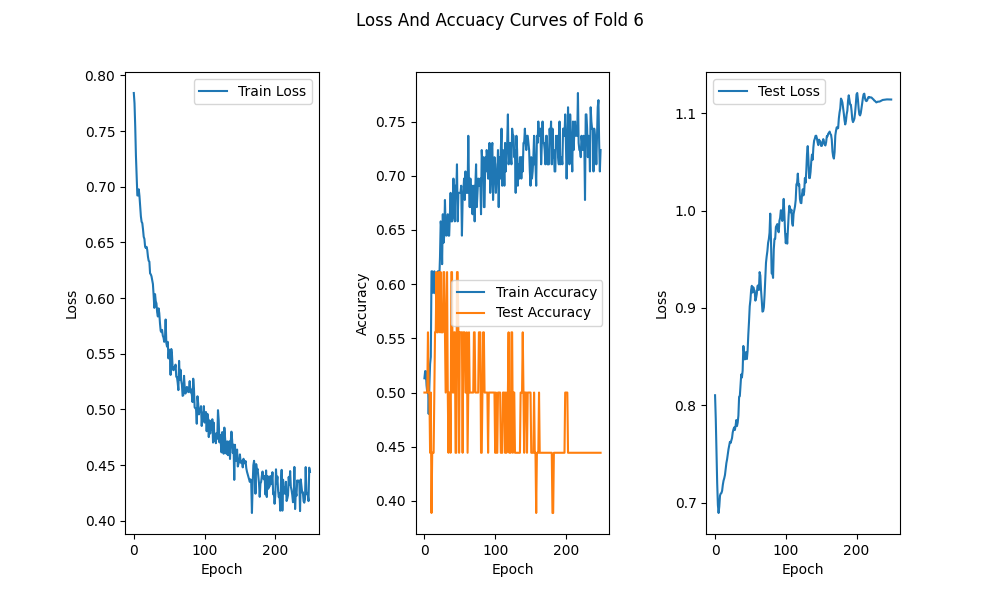 Loss And Accuacy Curves of Fold 6
Train Loss
0.80
0.75
0.70
0.65
0.60
0.55
0.50
0.45
0.40
Loss
0
100
200
Epoch
Train Accuracy
Test Accuracy
0.75
0.70
0.65
0.60
0.55
0.50
0.45
0.40
Accuracy
0
100
200
Epoch
Test Loss
1.1
1.0
0.9
0.8
0.7
Loss
0
100
200
Epoch